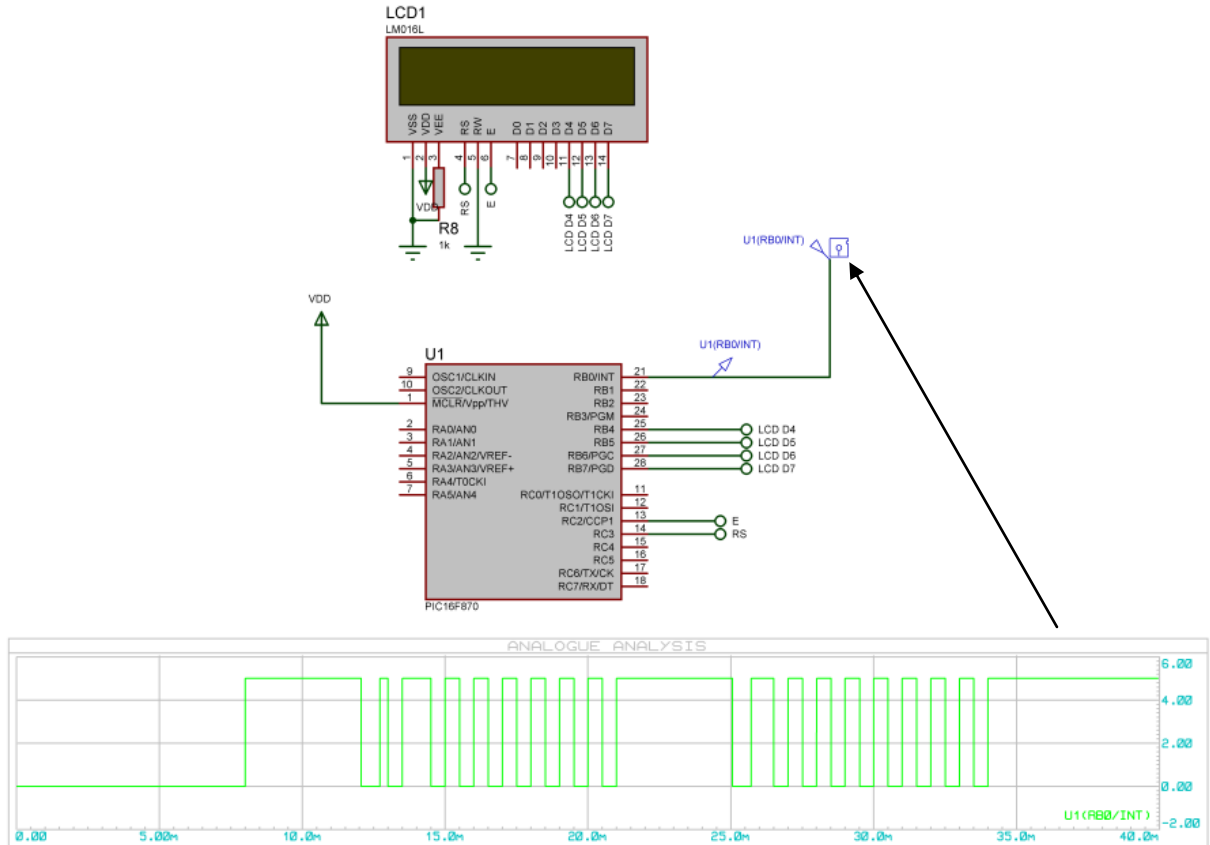 LCD1
LM016L
VSS VDD VEE RS RW E D0 D1 D2 D3 D4 D5 D6 D7
1 2 3 4 5 6 7 8 9 10 11 12 13 14
VDD
RS
E
LCD D4
LCD D5
LCD D6
LCD D7
R8
1k
U1(RB0/INT)
VDD
U1(RB0/INT)
U1
9 OSC1/CLKIN RB0/INT 21
10 OSC2/CLKOUT RB1 22
1 MCLR/Vpp/THV RB2 23
RB3/PGM 24
2 RA0/AN0 RB4 25 LCD D4
3 RA1/AN1 RB5 26 LCD D5
4 RA2/AN2/VREF- RB6/PGC 27 LCD D6
5 RA3/AN3/VREF+ RB7/PGD 28 LCD D7
6 RA4/T0CKI
7 RA5/AN4 RC0/T1OSO/T1CKI 11
RC1/T1OSI 12
RC2/CCP1 13 E
RC3 14 RS
RC4 15
RC5 16
RC6/TX/CK 17
RC7/RX/DT 18
PIC16F870
ANALOGUE ANALYSIS
6.00
4.00
2.00
0.00
U1(RB0/INT)
-2.00
0.00 5.00m 10.0m 15.0m 20.0m 25.0m 30.0m 35.0m 40.0m